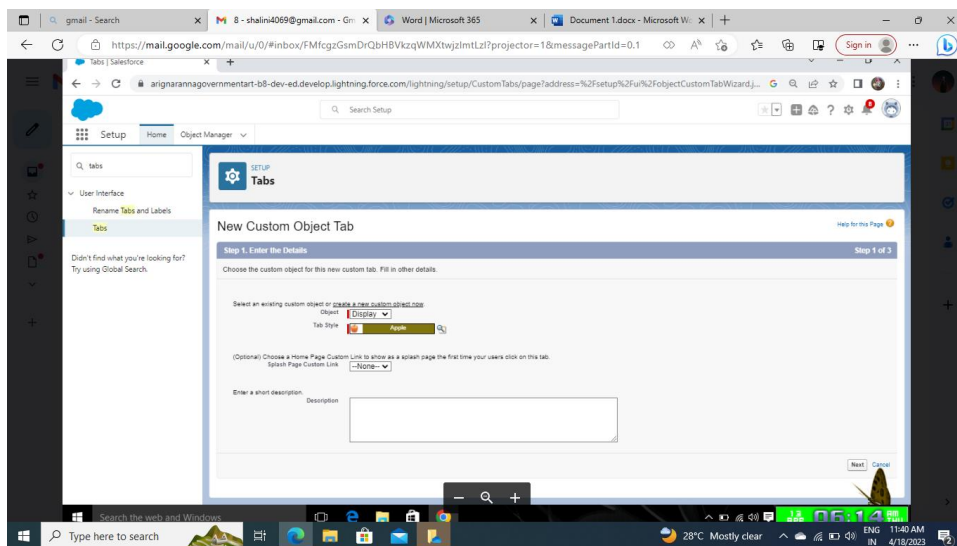 gmail - Search
8 - shalini4069@gmail.com - Gm
Word | Microsoft 365
Document 1.docx - Microsoft Wo
https://mail.google.com/mail/u/0/#inbox/FMfcgzGsmDrQbHBVkzqWMXtwjzlmtLzl?projector=1&messagePartId=0.1
Sign in
Tabs | Salesforce
arignarannagovernmentart-b8-dev-ed.develop.lightning.force.com/lightning/setup/CustomTabs/page?address=%2Fsetup%2Fui%2FobjectCustomTabWizard.j...
Search Setup
Setup
Home
Object Manager
tabs
User Interface
Rename Tabs and Labels
Tabs
Didn't find what you're looking for?
Try using Global Search.
SETUP
Tabs
New Custom Object Tab
Help for this Page
Step 1. Enter the Details
Step 1 of 3
Choose the custom object for this new custom tab. Fill in other details.
Select an existing custom object or create a new custom object now.
Object Display
Tab Style Apple
(Optional) Choose a Home Page Custom Link to show as a splash page the first time your users click on this tab.
Splash Page Custom Link --None--
Enter a short description.
Description
Next Cancel
Search the web and Windows
Type here to search
28°C Mostly clear
ENG
IN
11:40 AM
4/18/2023